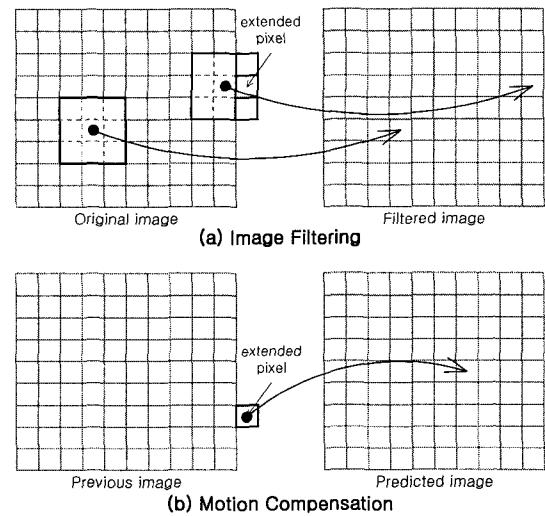 extended
pixel
Original image
Filtered image
(a) Image Filtering
extended
pixel
Previous image
Predicted image
(b) Motion Compensation